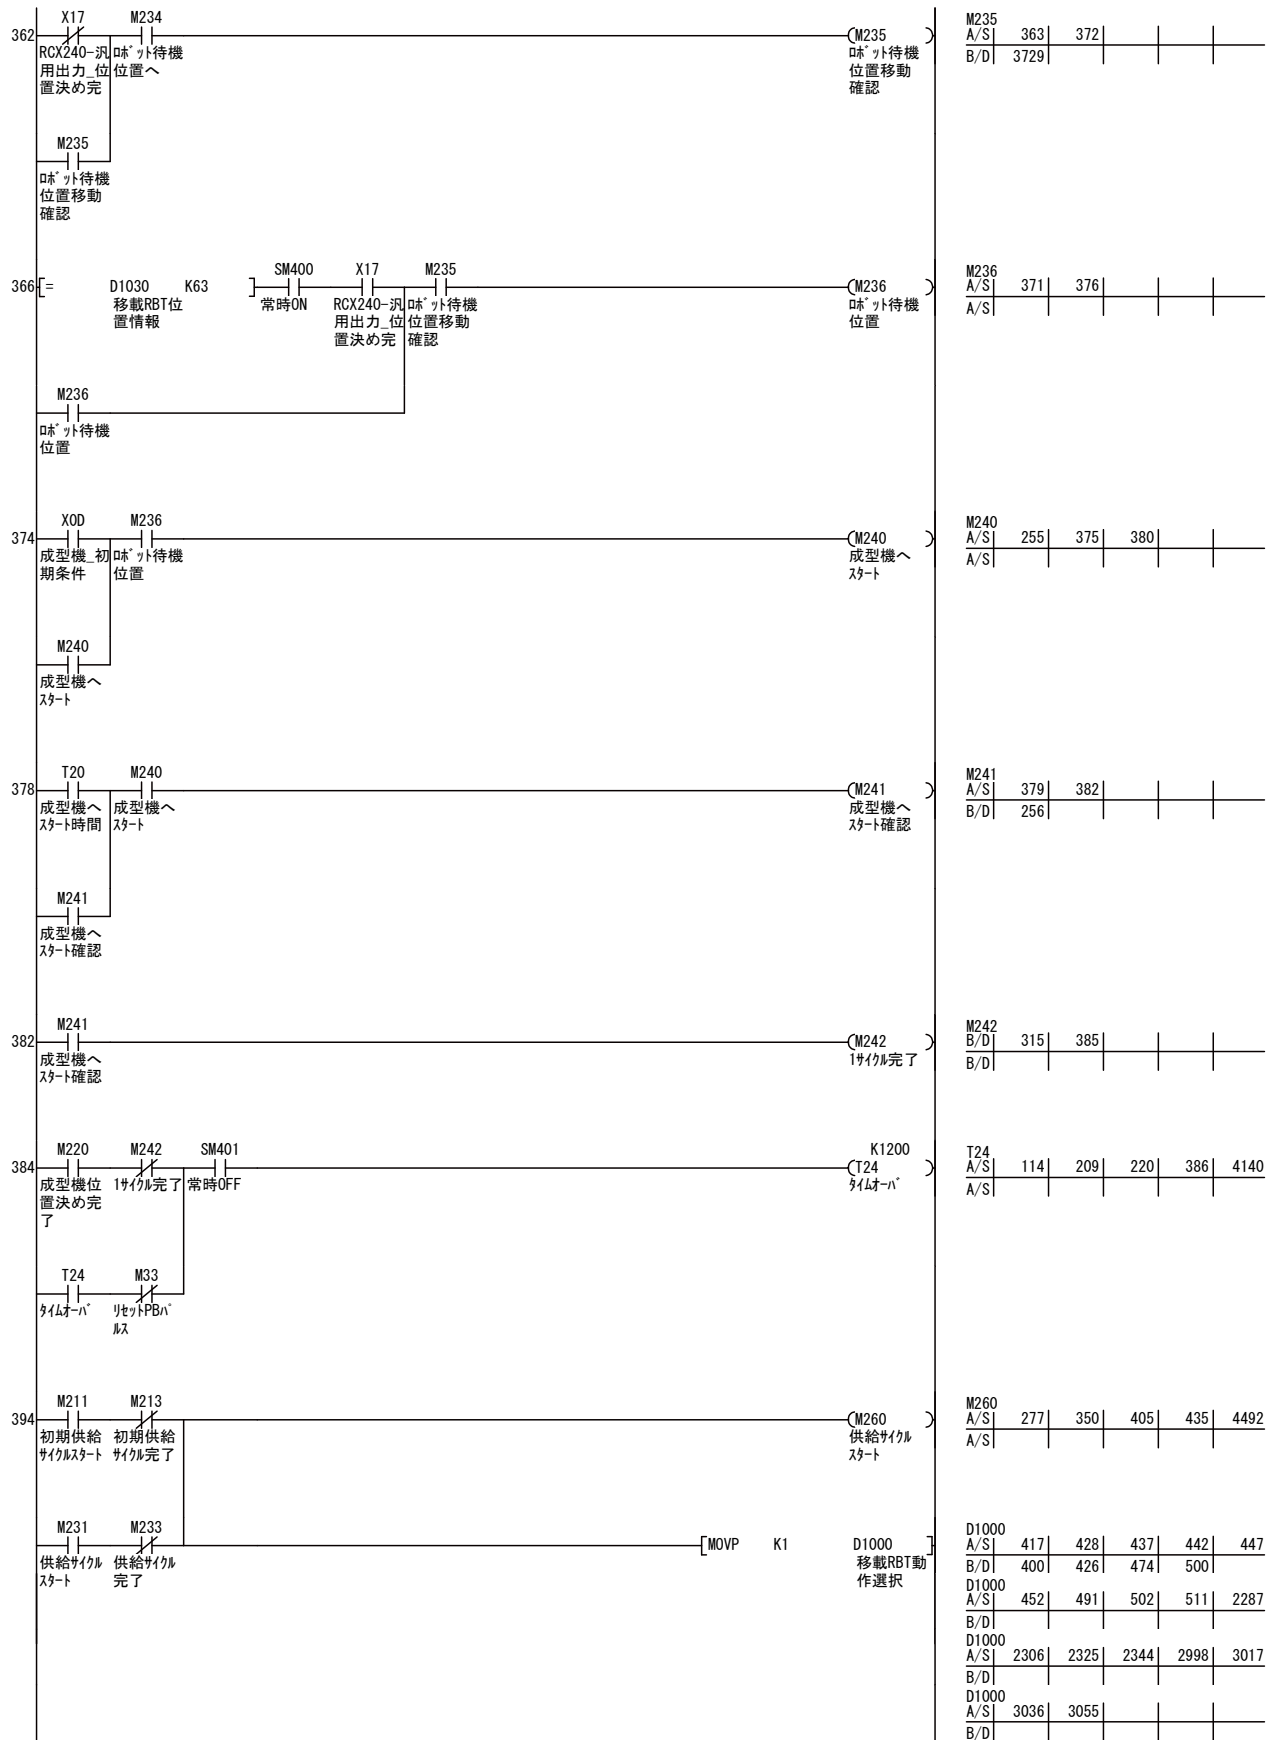 X17 M234 M235
362 (M235 ) A/S 363 372
RCX240-汎 ﾛﾎﾞｯﾄ待機 ﾛﾎﾞｯﾄ待機 B/D 3729
用出力_位 位置へ 位置移動
置決め完 確認
M235
ﾛﾎﾞｯﾄ待機
位置移動
確認
SM400 X17 M235 M236
366 [= D1030 K63 ] (M236 ) A/S 371 376
移載RBT位 常時ON RCX240-汎 ﾛﾎﾞｯﾄ待機 ﾛﾎﾞｯﾄ待機 A/S
置情報 用出力_位 位置移動 位置
置決め完 確認
M236
ﾛﾎﾞｯﾄ待機
位置
X0D M236 M240
374 (M240 ) A/S 255 375 380
成型機_初 ﾛﾎﾞｯﾄ待機 成型機へ A/S
期条件 位置 ｽﾀｰﾄ
M240
成型機へ
ｽﾀｰﾄ
T20 M240 M241
378 (M241 ) A/S 379 382
成型機へ 成型機へ 成型機へ B/D 256
ｽﾀｰﾄ時間 ｽﾀｰﾄ ｽﾀｰﾄ確認
M241
成型機へ
ｽﾀｰﾄ確認
M241 M242
382 (M242 ) B/D 315 385
成型機へ 1ｻｲｸﾙ完了 B/D
ｽﾀｰﾄ確認
M220 M242 SM401 K1200 T24
384 (T24 ) A/S 114 209 220 386 4140
成型機位 1ｻｲｸﾙ完了 常時OFF ﾀｲﾑｵｰﾊﾞ A/S
置決め完
了
T24 M33
ﾀｲﾑｵｰﾊﾞ ﾘｾｯﾄPBﾊﾟ
ﾙｽ
M211 M213 M260
394 (M260 ) A/S 277 350 405 435 4492
初期供給 初期供給 供給ｻｲｸﾙ A/S
ｻｲｸﾙｽﾀｰﾄ ｻｲｸﾙ完了 ｽﾀｰﾄ
M231 M233 D1000
[MOVP K1 D1000 ] A/S 417 428 437 442 447
供給ｻｲｸﾙ 供給ｻｲｸﾙ 移載RBT動 B/D 400 426 474 500
ｽﾀｰﾄ 完了 作選択 D1000
A/S 452 491 502 511 2287
B/D
D1000
A/S 2306 2325 2344 2998 3017
B/D
D1000
A/S 3036 3055
B/D